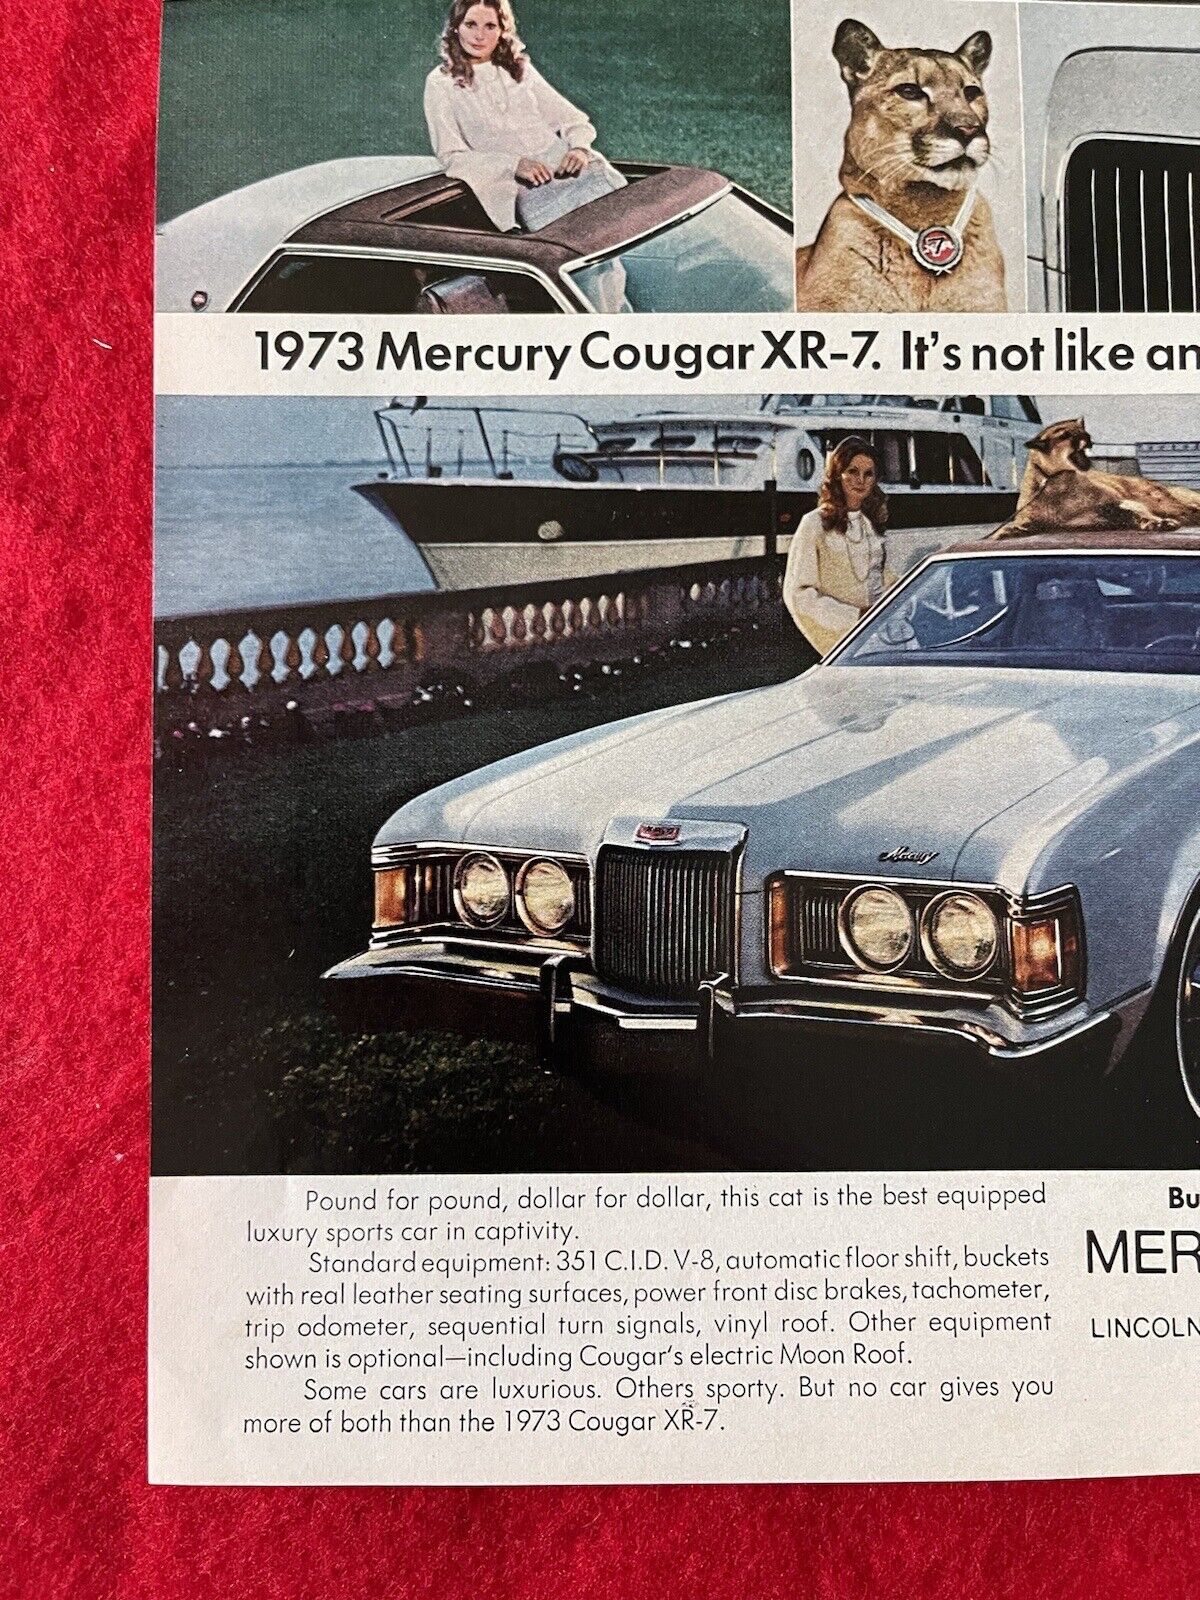 1973 Mercury Cougar XR-7. It's not like an
Mercury
Pound for pound, dollar for dollar, this cat is the best equipped
luxury sports car in captivity.
Standard equipment: 351 C.I.D. V-8, automatic floor shift, buckets
with real leather seating surfaces, power front disc brakes, tachometer,
trip odometer, sequential turn signals, vinyl roof. Other equipment
shown is optional—including Cougar's electric Moon Roof.
Some cars are luxurious. Others sporty. But no car gives you
more of both than the 1973 Cougar XR-7.
Bu
MER
LINCOLN